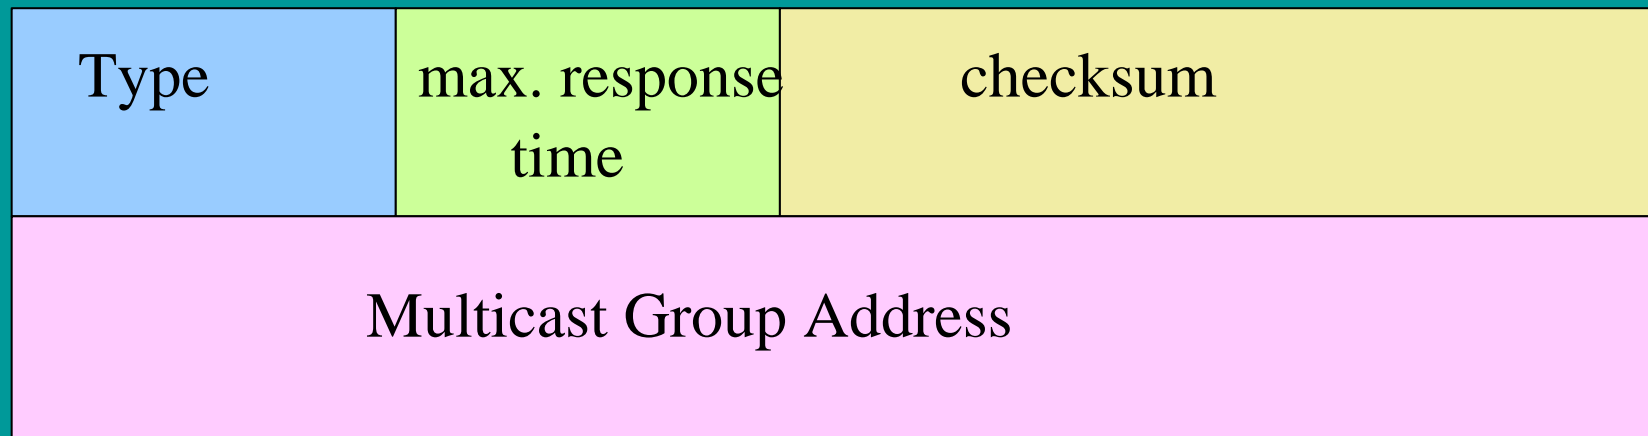 Type
max. response
time
checksum
Multicast Group Address